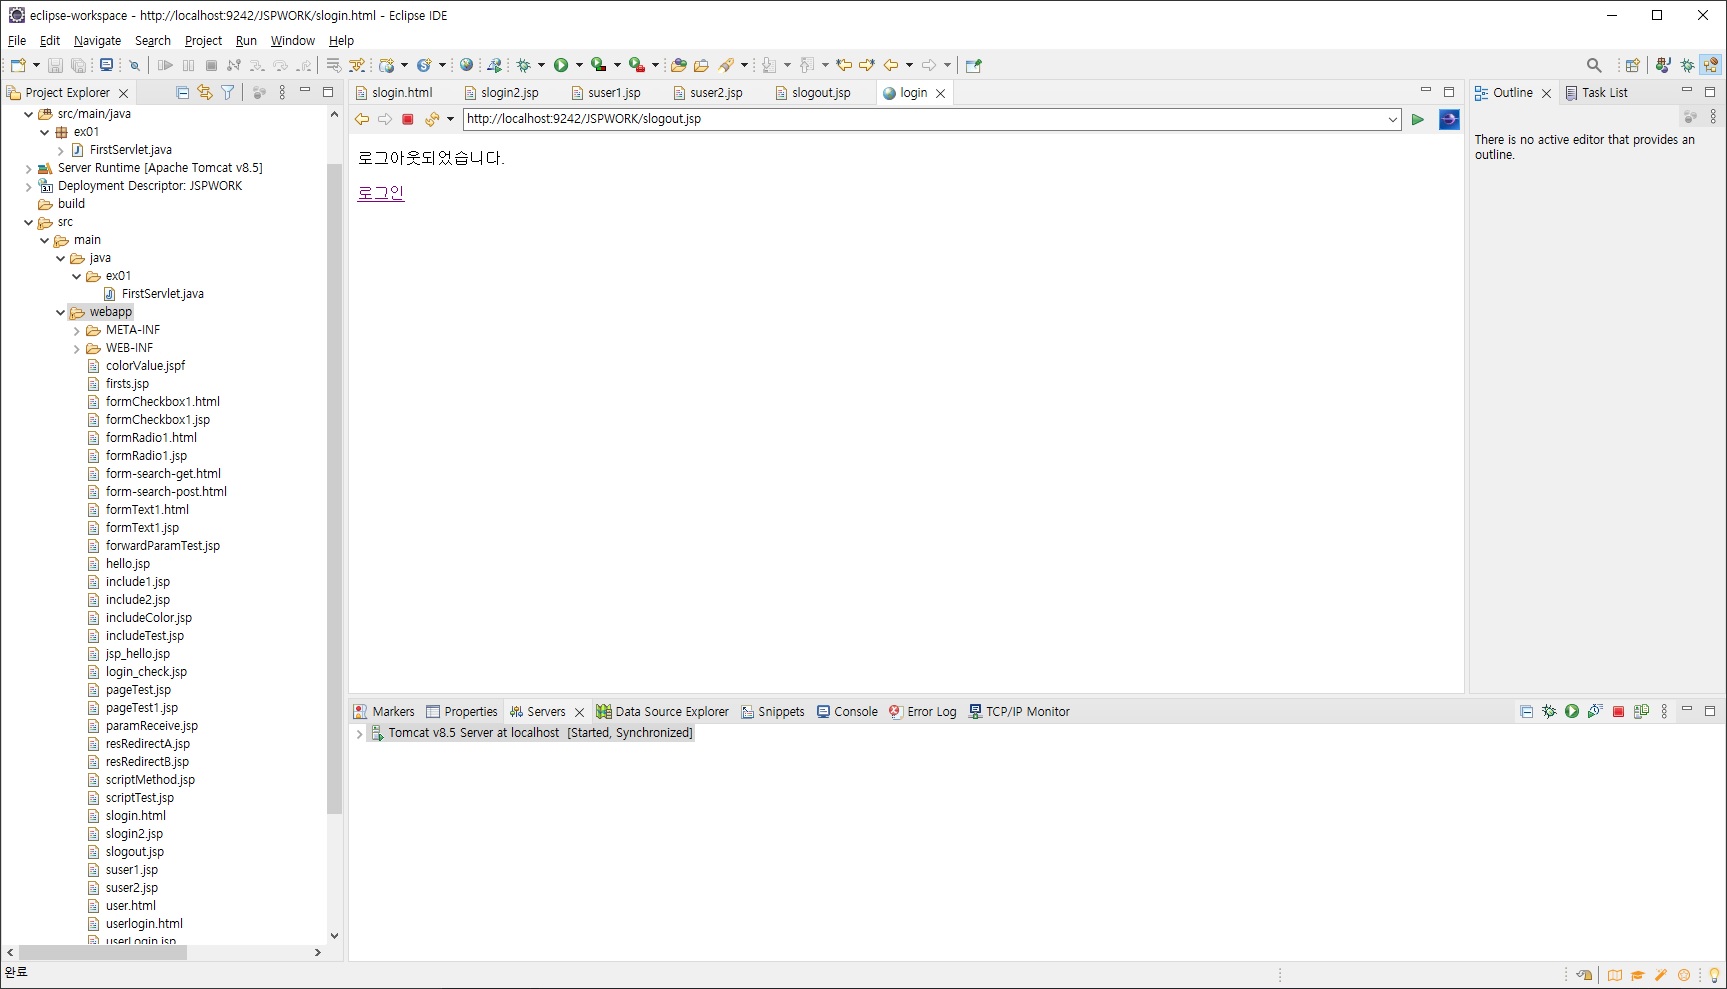 eclipse-workspace - http://localhost:9242/JSPWORK/slogin.html - Eclipse IDE
File Edit Navigate Search Project Run Window Help
Project Explorer
slogin.html slogin2.jsp suser1.jsp suser2.jsp slogout.jsp login
Outline Task List
src/main/java
ex01
FirstServlet.java
Server Runtime [Apache Tomcat v8.5]
Deployment Descriptor: JSPWORK
build
src
main
java
ex01
FirstServlet.java
webapp
META-INF
WEB-INF
colorValue.jspf
firsts.jsp
formCheckbox1.html
formCheckbox1.jsp
formRadio1.html
formRadio1.jsp
form-search-get.html
form-search-post.html
formText1.html
formText1.jsp
forwardParamTest.jsp
hello.jsp
include1.jsp
include2.jsp
includeColor.jsp
includeTest.jsp
jsp_hello.jsp
login_check.jsp
pageTest.jsp
pageTest1.jsp
paramReceive.jsp
resRedirectA.jsp
resRedirectB.jsp
scriptMethod.jsp
scriptTest.jsp
slogin.html
slogin2.jsp
slogout.jsp
suser1.jsp
suser2.jsp
user.html
userlogin.html
userLogin.jsp
http://localhost:9242/JSPWORK/slogout.jsp
로그아웃되었습니다.
로그인
There is no active editor that provides an
outline.
Markers Properties Servers Data Source Explorer Snippets Console Error Log TCP/IP Monitor
Tomcat v8.5 Server at localhost [Started, Synchronized]
완료